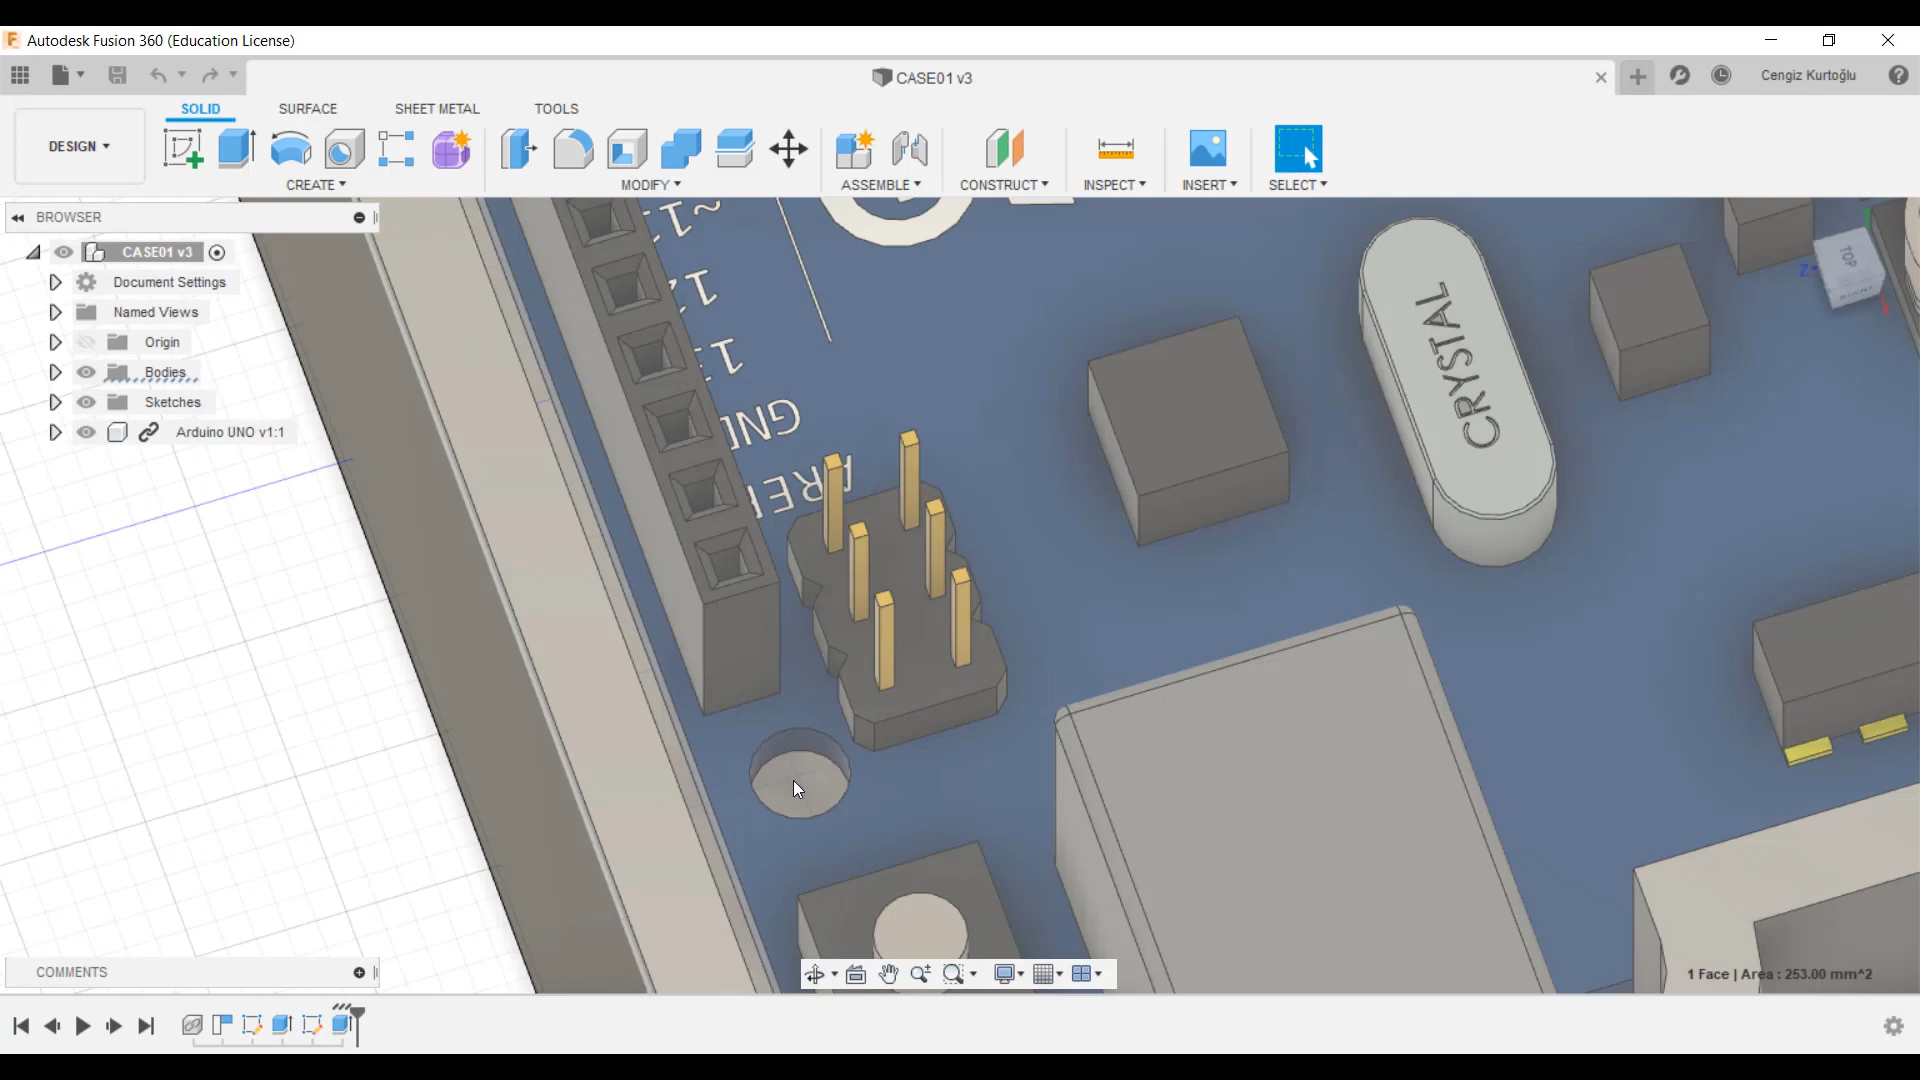 Autodesk Fusion 360 (Education License)
CASE01 v3
Cengiz Kurtoğlu
SOLID
SURFACE
SHEET METAL
TOOLS
DESIGN
CREATE
MODIFY
ASSEMBLE
CONSTRUCT
INSPECT
INSERT
SELECT
BROWSER
CASE01 v3
Document Settings
Named Views
Origin
Bodies
Sketches
Arduino UNO v1:1
GND
CRYSTAL
TOP
Z
COMMENTS
1 Face | Area : 253.00 mm^2